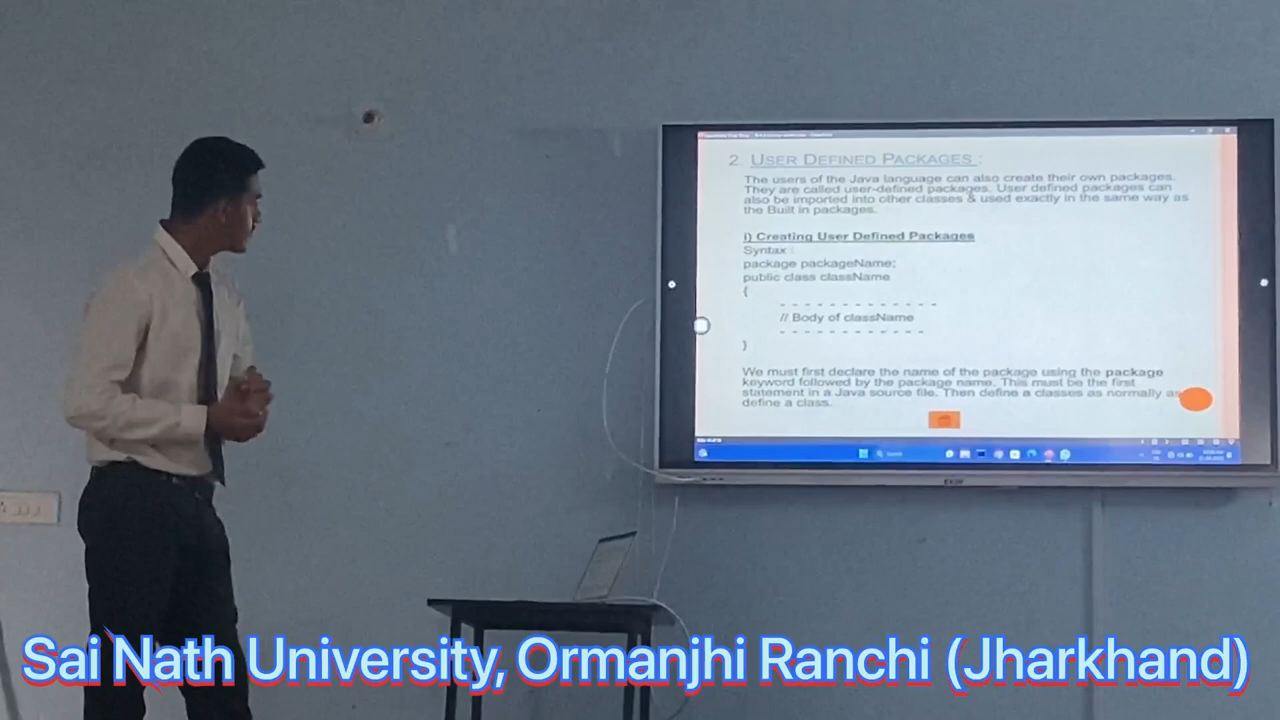 2. USER DEFINED PACKAGES :
The users of the Java language can also create their own packages.
They are called user-defined packages. User defined packages can
also be imported into other classes & used exactly in the same way as
the Built in packages.
i) Creating User Defined Packages
Syntax :
package packageName;
public class className
{
- - - - - - - - - - - - - -
// Body of className
- - - - - - - - - - - - -
}
We must first declare the name of the package using the package
keyword followed by the package name. This must be the first
statement in a Java source file. Then define a classes as normally as
define a class.
Search
Sai Nath University, Ormanjhi Ranchi (Jharkhand)